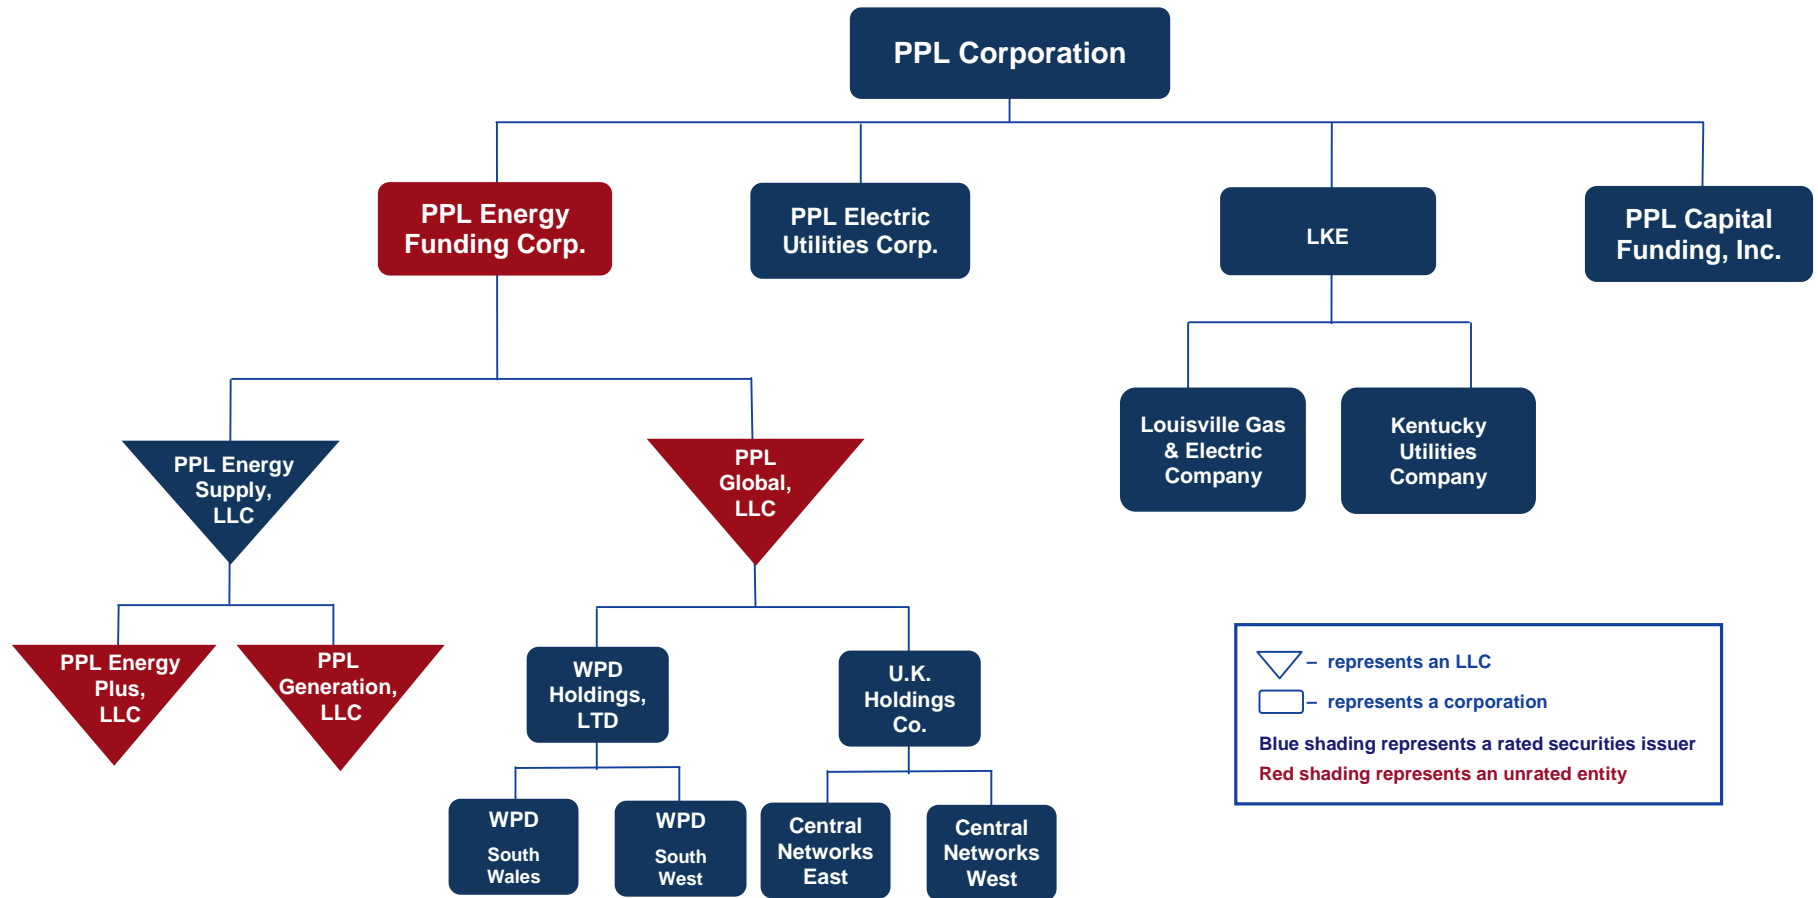 PPL Corporation
PPL Energy
Funding Corp.
PPL Electric
Utilities Corp.
LKE
PPL Capital
Funding, Inc.
Louisville Gas
& Electric
Company
Kentucky
Utilities
Company
PPL Energy
Supply,
LLC
PPL
Global,
LLC
PPL Energy
Plus,
LLC
PPL
Generation,
LLC
WPD
Holdings,
LTD
U.K.
Holdings
Co.
WPD
South
Wales
WPD
South
West
Central
Networks
East
Central
Networks
West
– represents an LLC
– represents a corporation
Blue shading represents a rated securities issuer
Red shading represents an unrated entity